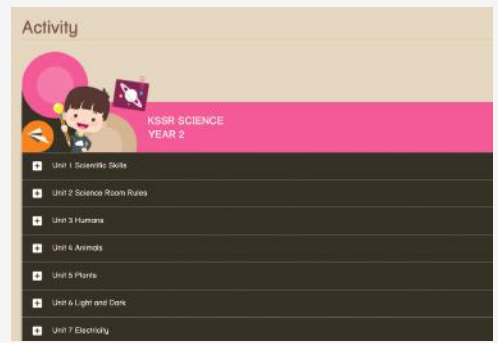 Activity
KSSR SCIENCE
YEAR 2
Unit 1 Scientific Skills
Unit 2 Science Room Rules
Unit 3 Humans
Unit 4 Animals
Unit 5 Plants
Unit 6 Light and Dark
Unit 7 Electricity